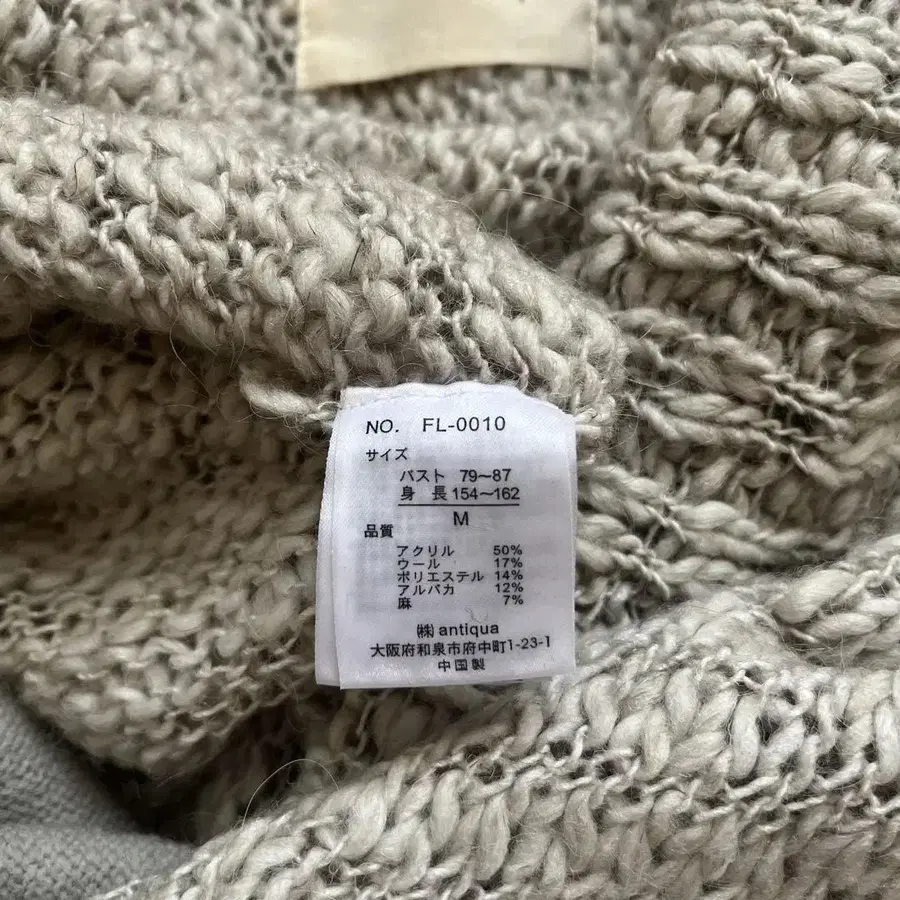 NO. FL-0010
サイズ
バスト 79〜87
身 長 154〜162
M
品質
アクリル 50%
ウール 17%
ポリエステル 14%
アルパカ 12%
麻 7%
㈱ antiqua
大阪府和泉市府中町1-23-1
中国製